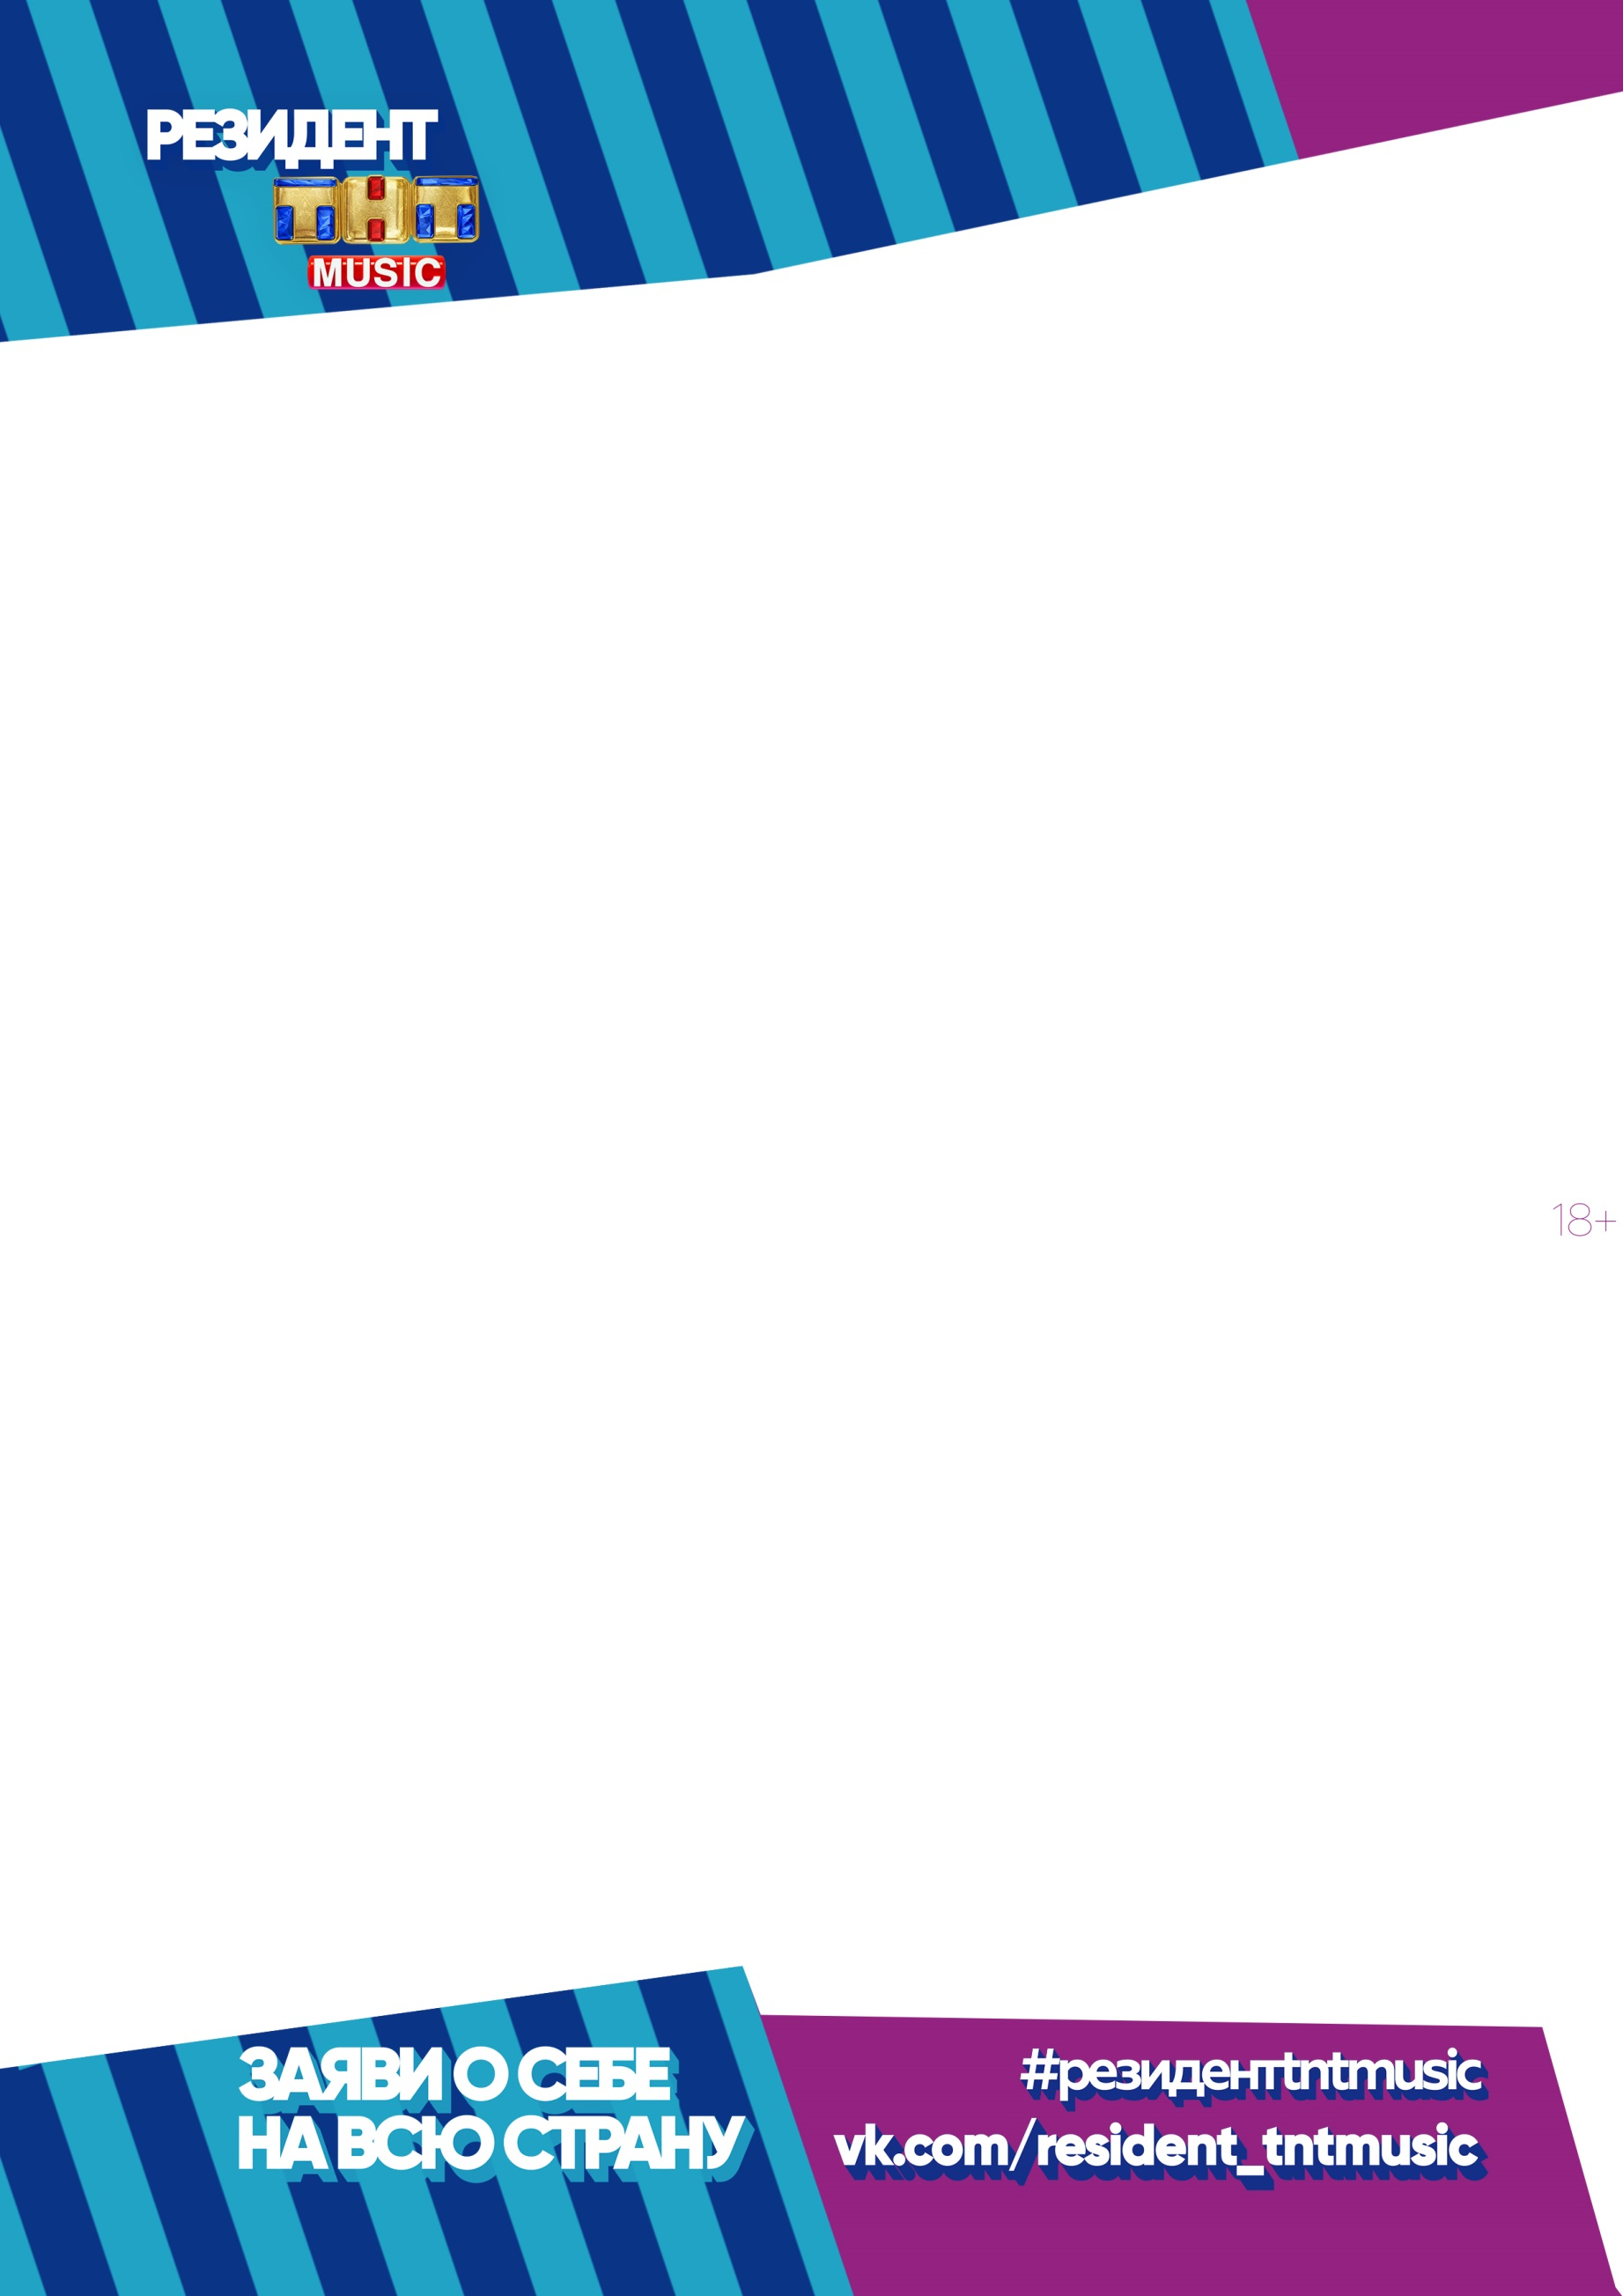 РЕЗИДЕНТ
ТНТ
MUSIC
18+
ЗАЯВИ О СЕБЕ
НА ВСЮ СТРАНУ
#резидентtntmusic
vk.com/resident_tntmusic